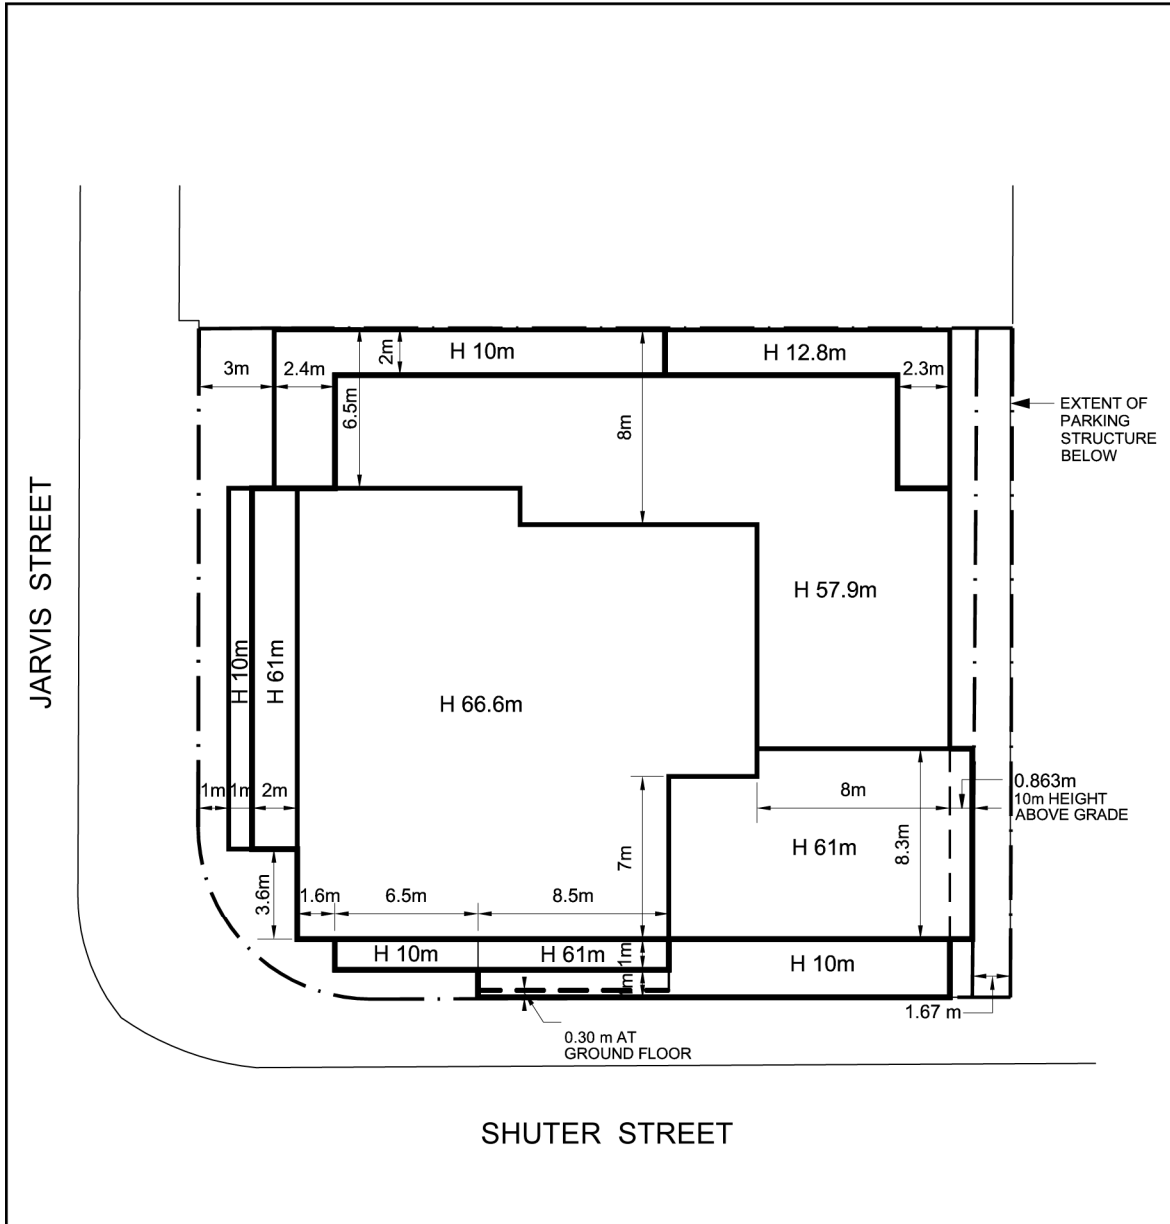 H 10m
H 12.8m
2m
3m
2.4m
2.3m
6.5m
8m
EXTENT OF
PARKING
STRUCTURE
BELOW
JARVIS STREET
H 57.9m
H 10m
H 61m
H 66.6m
1m
1m
2m
8m
0.863m
10m HEIGHT
ABOVE GRADE
7m
8.3m
H 61m
3.6m
1.6m
6.5m
8.5m
H 10m
H 61m
1m
H 10m
1.67 m
0.30 m AT
GROUND FLOOR
SHUTER STREET